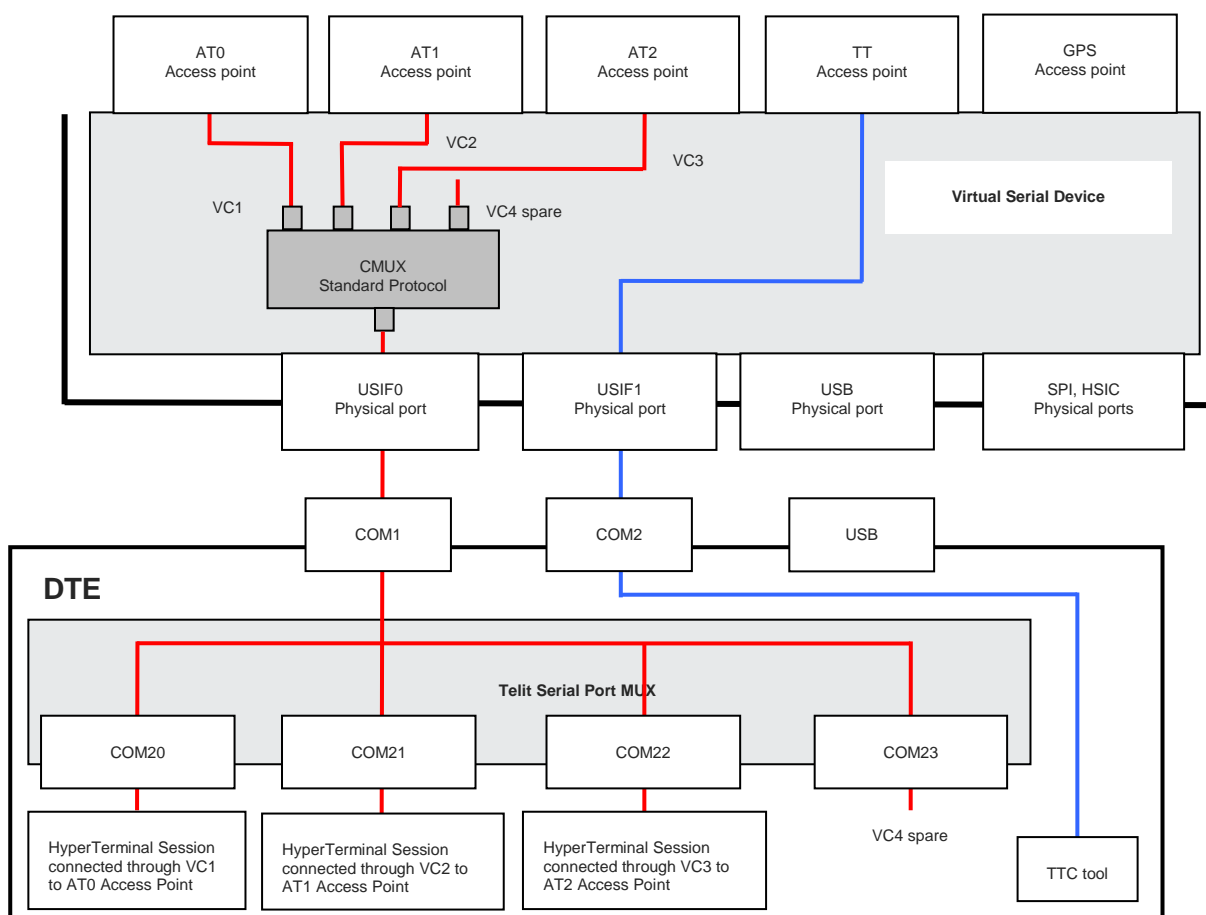 AT0
Access point
AT1
Access point
AT2
Access point
TT
Access point
GPS
Access point
VC1
VC2
VC3
VC4 spare
Virtual Serial Device
CMUX
Standard Protocol
USIF0
Physical port
USIF1
Physical port
USB
Physical port
SPI, HSIC
Physical ports
COM1
COM2
USB
DTE
Telit Serial Port MUX
COM20
COM21
COM22
COM23
HyperTerminal Session
connected through VC1
to AT0 Access Point
HyperTerminal Session
connected through VC2 to
AT1 Access Point
HyperTerminal Session
connected through VC3 to
AT2 Access Point
VC4 spare
TTC tool